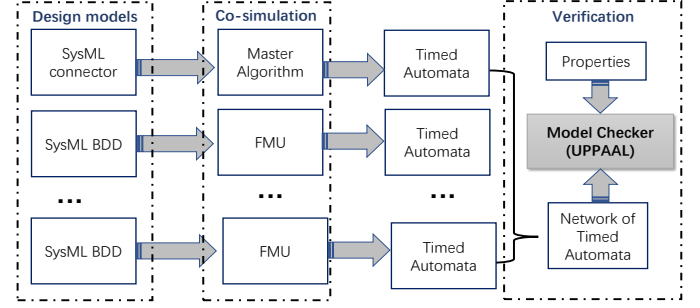 Design models
Co-simulation
Verification
SysML
connector
Master
Algorithm
Timed
Automata
Properties
SysML BDD
FMU
Timed
Automata
Model Checker
(UPPAAL)
...
...
...
SysML BDD
FMU
Timed
Automata
Network of
Timed
Automata